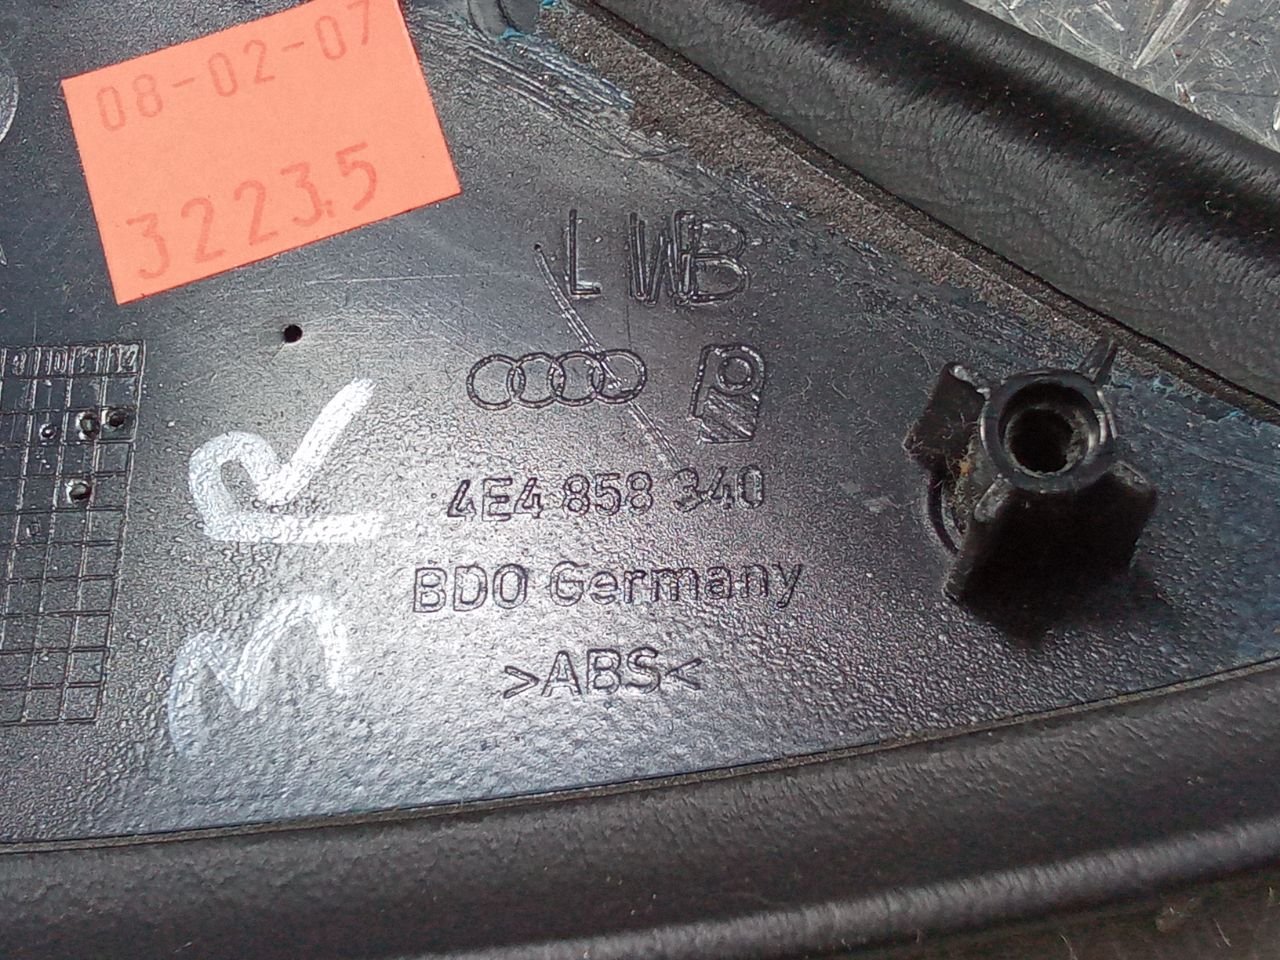 08-02-07
32235
LWB
4E4 858 340
BDO Germany
>ABS<